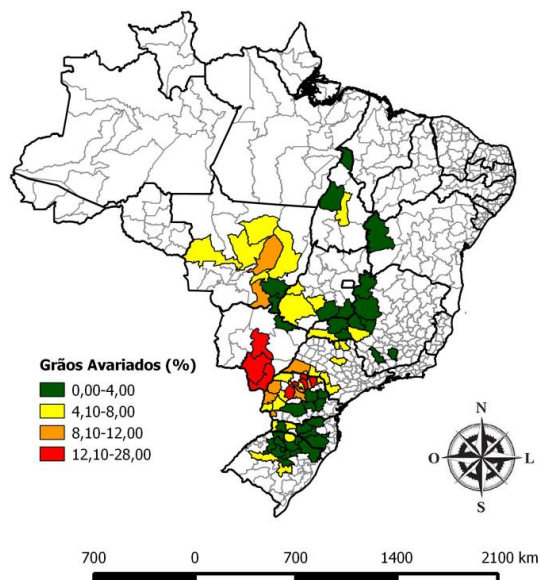 Grãos Avariados (%)
0,00-4,00
4,10-8,00
8,10-12,00
12,10-28,00
N
O L
S
700 0 700 1400 2100 km